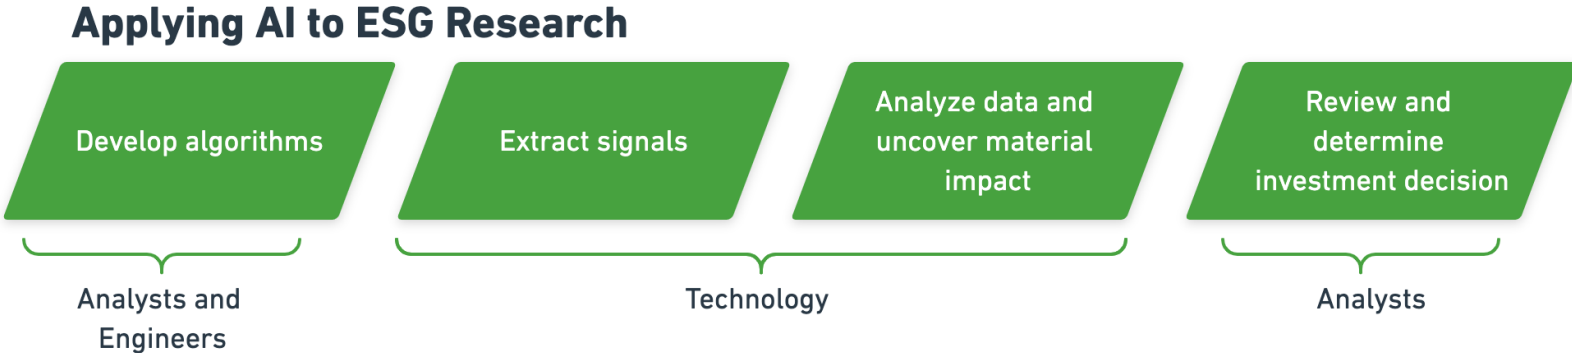 Applying AI to ESG Research
Develop algorithms
Extract signals
Analyze data and
uncover material
impact
Review and
determine
investment decision
Analysts and
Engineers
Technology
Analysts